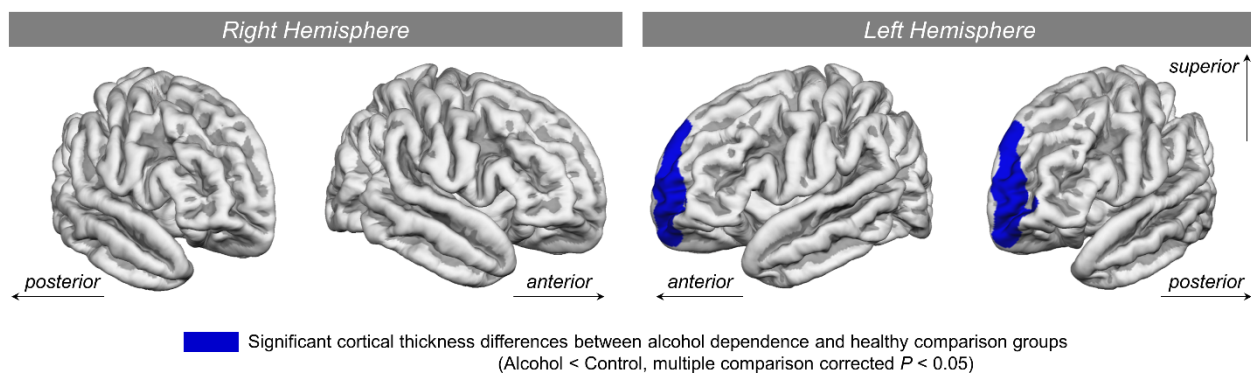 Right Hemisphere
Left Hemisphere
superior
posterior
anterior
anterior
posterior
Significant cortical thickness differences between alcohol dependence and healthy comparison groups
(Alcohol < Control, multiple comparison corrected P < 0.05)